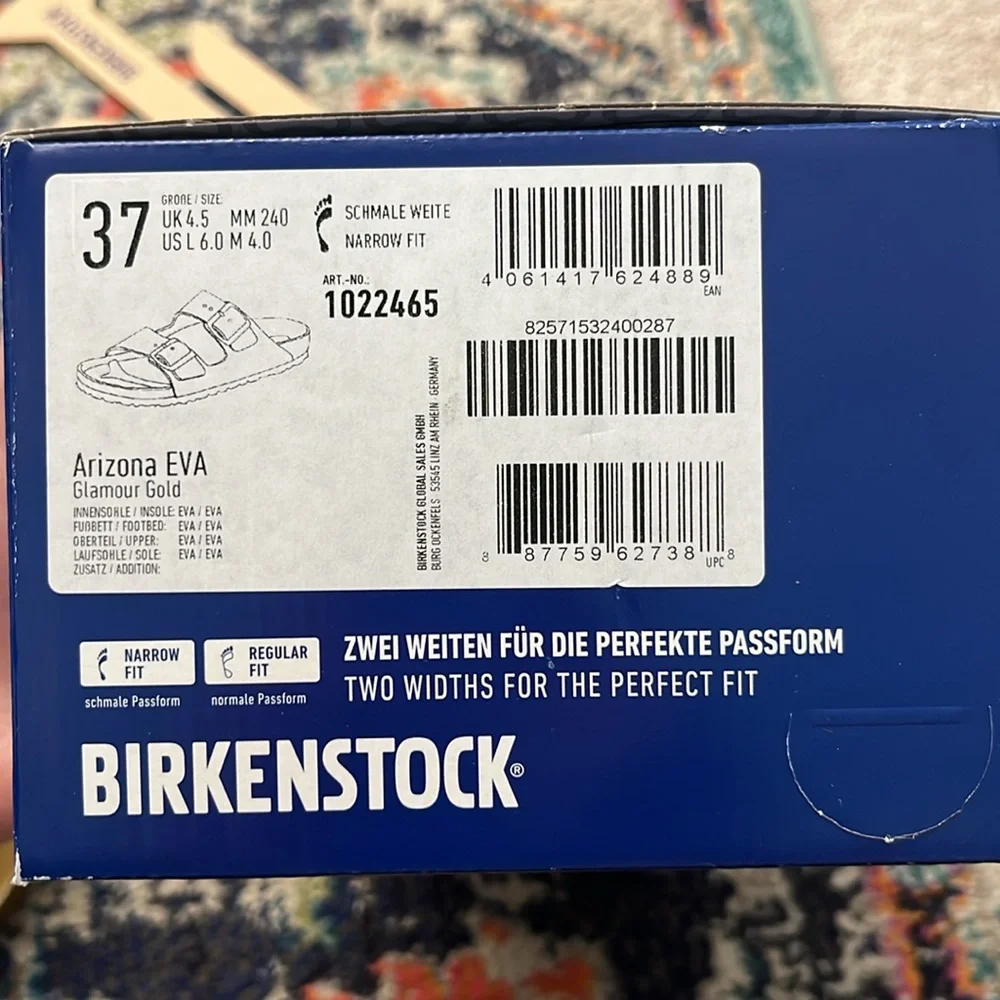 37
GRÖßE / SIZE:
UK 4.5 MM 240
US L 6.0 M 4.0
SCHMALE WEITE
NARROW FIT
ART.-NO.:
1022465
4 061417 624889
EAN
82571532400287
8 87759 62738 8
UPC
BIRKENSTOCK GLOBAL SALES GMBH
BURG OCKENFELS 53545 LINZ AM RHEIN · GERMANY
Arizona EVA
Glamour Gold
INNENSOHLE / INSOLE: EVA / EVA
FUßBETT / FOOTBED: EVA / EVA
OBERTEIL / UPPER: EVA / EVA
LAUFSOHLE / SOLE: EVA / EVA
ZUSATZ / ADDITION:
NARROW
FIT
schmale Passform
REGULAR
FIT
normale Passform
ZWEI WEITEN FÜR DIE PERFEKTE PASSFORM
TWO WIDTHS FOR THE PERFECT FIT
BIRKENSTOCK®